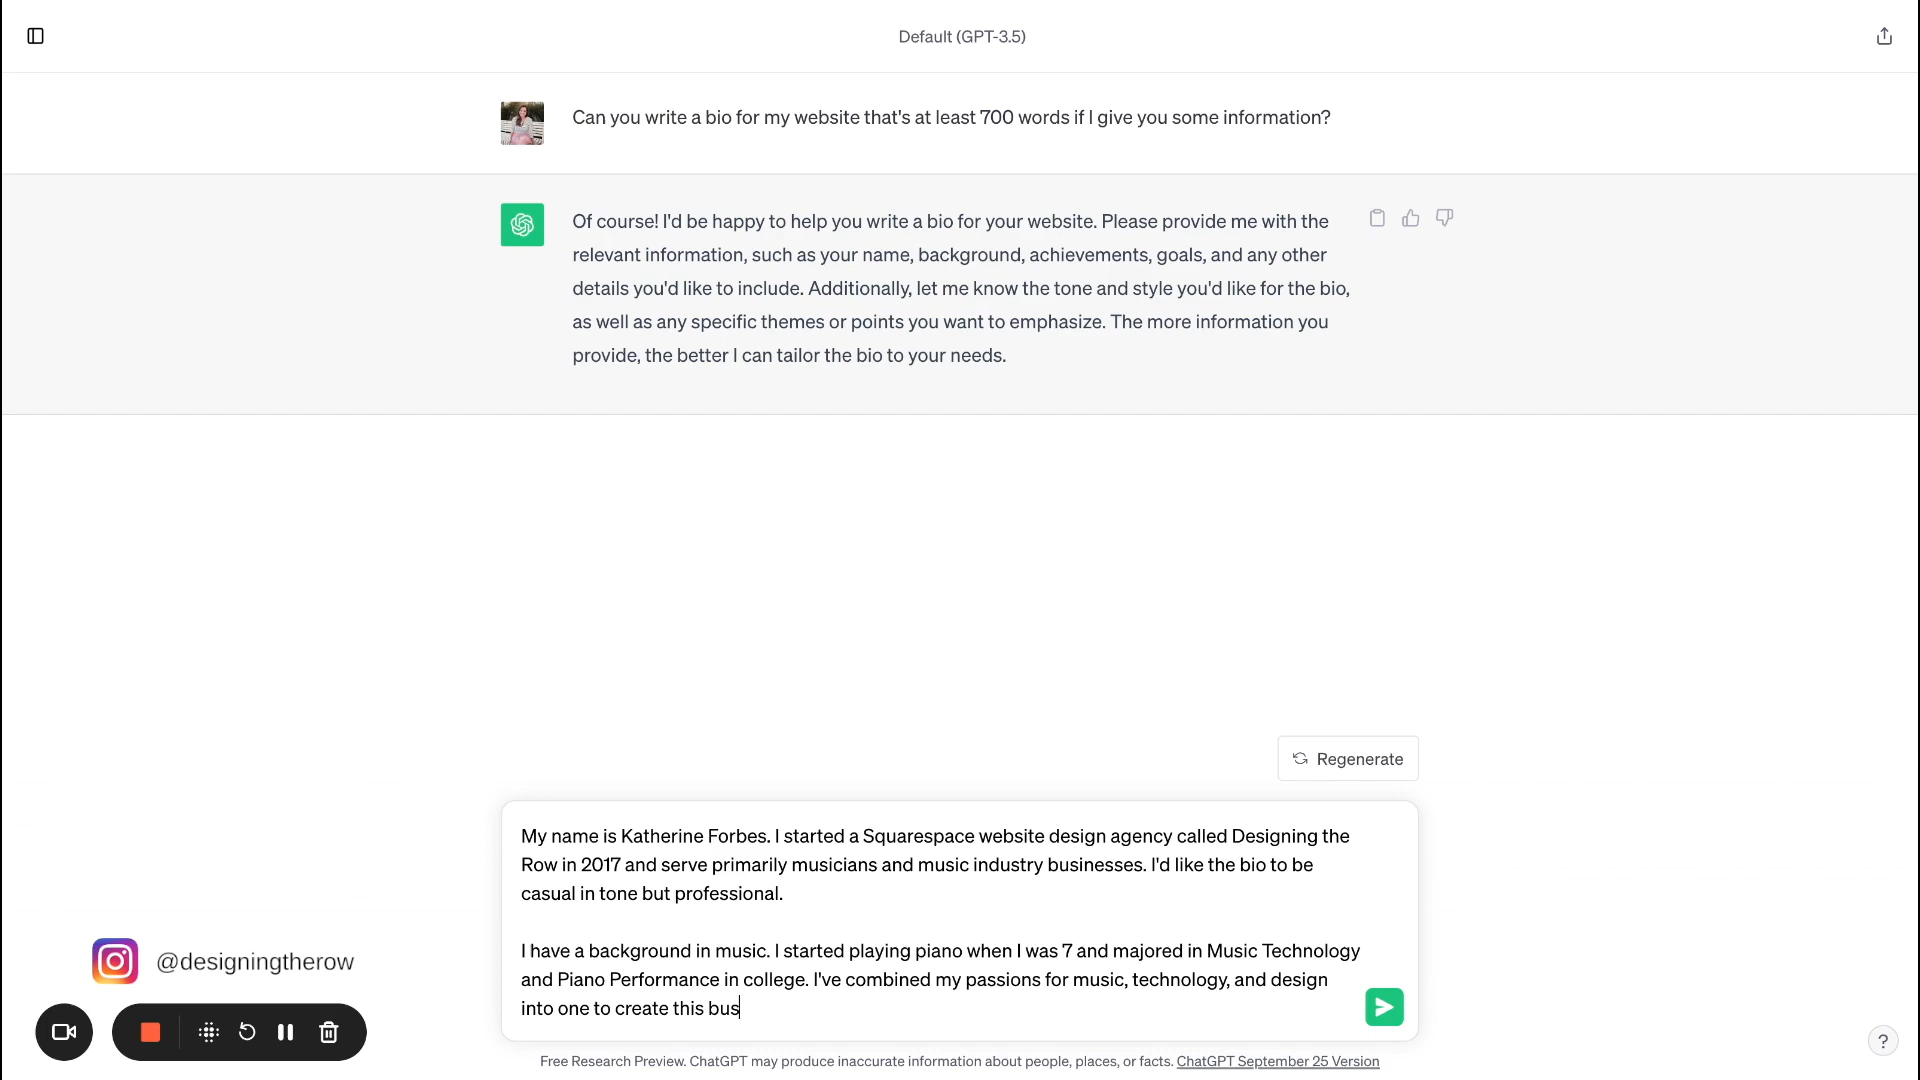 Default (GPT-3.5)
Can you write a bio for my website that's at least 700 words if I give you some information?
Of course! I'd be happy to help you write a bio for your website. Please provide me with the
relevant information, such as your name, background, achievements, goals, and any other
details you'd like to include. Additionally, let me know the tone and style you'd like for the bio,
as well as any specific themes or points you want to emphasize. The more information you
provide, the better I can tailor the bio to your needs.
Regenerate
My name is Katherine Forbes. I started a Squarespace website design agency called Designing the
Row in 2017 and serve primarily musicians and music industry businesses. I'd like the bio to be
casual in tone but professional.
I have a background in music. I started playing piano when I was 7 and majored in Music Technology
and Piano Performance in college. I've combined my passions for music, technology, and design
into one to create this bus
@designingtherow
Free Research Preview. ChatGPT may produce inaccurate information about people, places, or facts. ChatGPT September 25 Version
?